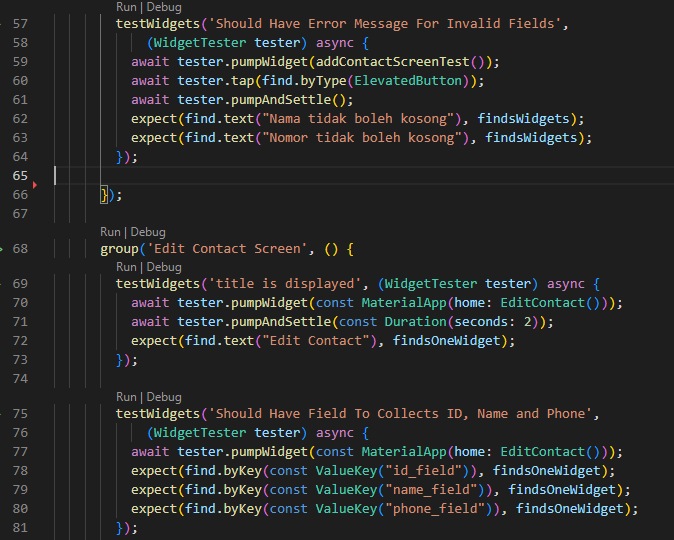 Run | Debug
57 testWidgets('Should Have Error Message For Invalid Fields',
58 (WidgetTester tester) async {
59 await tester.pumpWidget(addContactScreenTest());
60 await tester.tap(find.byType(ElevatedButton));
61 await tester.pumpAndSettle();
62 expect(find.text("Nama tidak boleh kosong"), findsWidgets);
63 expect(find.text("Nomor tidak boleh kosong"), findsWidgets);
64 });
65
66 });
67
Run | Debug
68 group('Edit Contact Screen', () {
Run | Debug
69 testWidgets('title is displayed', (WidgetTester tester) async {
70 await tester.pumpWidget(const MaterialApp(home: EditContact()));
71 await tester.pumpAndSettle(const Duration(seconds: 2));
72 expect(find.text("Edit Contact"), findsOneWidget);
73 });
74
Run | Debug
75 testWidgets('Should Have Field To Collects ID, Name and Phone',
76 (WidgetTester tester) async {
77 await tester.pumpWidget(const MaterialApp(home: EditContact()));
78 expect(find.byKey(const ValueKey("id_field")), findsOneWidget);
79 expect(find.byKey(const ValueKey("name_field")), findsOneWidget);
80 expect(find.byKey(const ValueKey("phone_field")), findsOneWidget);
81 });